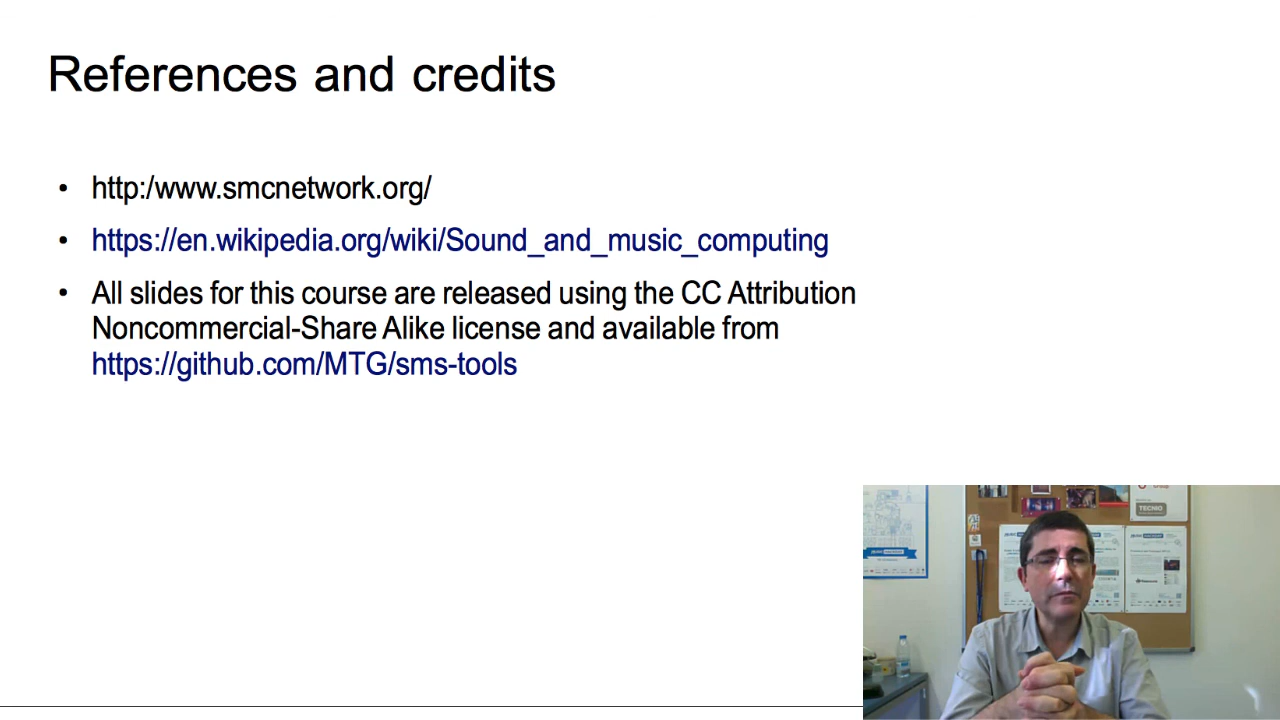 References and credits
• http:/www.smcnetwork.org/
• https://en.wikipedia.org/wiki/Sound_and_music_computing
• All slides for this course are released using the CC Attribution
Noncommercial-Share Alike license and available from
https://github.com/MTG/sms-tools
TECNIO